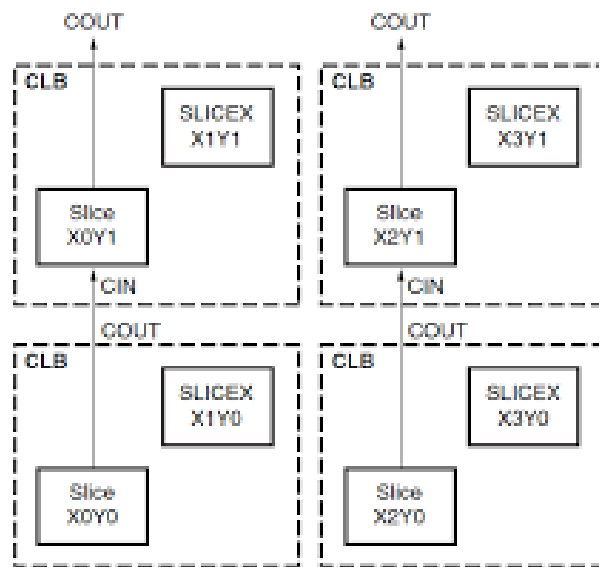 COUT COUT
CLB CLB
SLICEX SLICEX
X1Y1 X3Y1
Slice Slice
X0Y1 X2Y1
CIN CIN
COUT COUT
CLB CLB
SLICEX SLICEX
X1Y0 X3Y0
Slice Slice
X0Y0 X2Y0